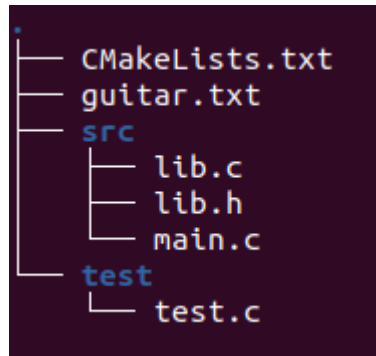 .
├── CMakeLists.txt
├── guitar.txt
├── src
│   ├── lib.c
│   ├── lib.h
│   └── main.c
└── test
    └── test.c